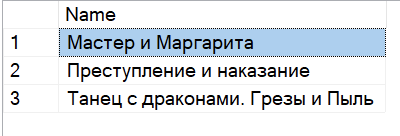 Name
1 Мастер и Маргарита
2 Преступление и наказание
3 Танец с драконами. Грезы и Пыль